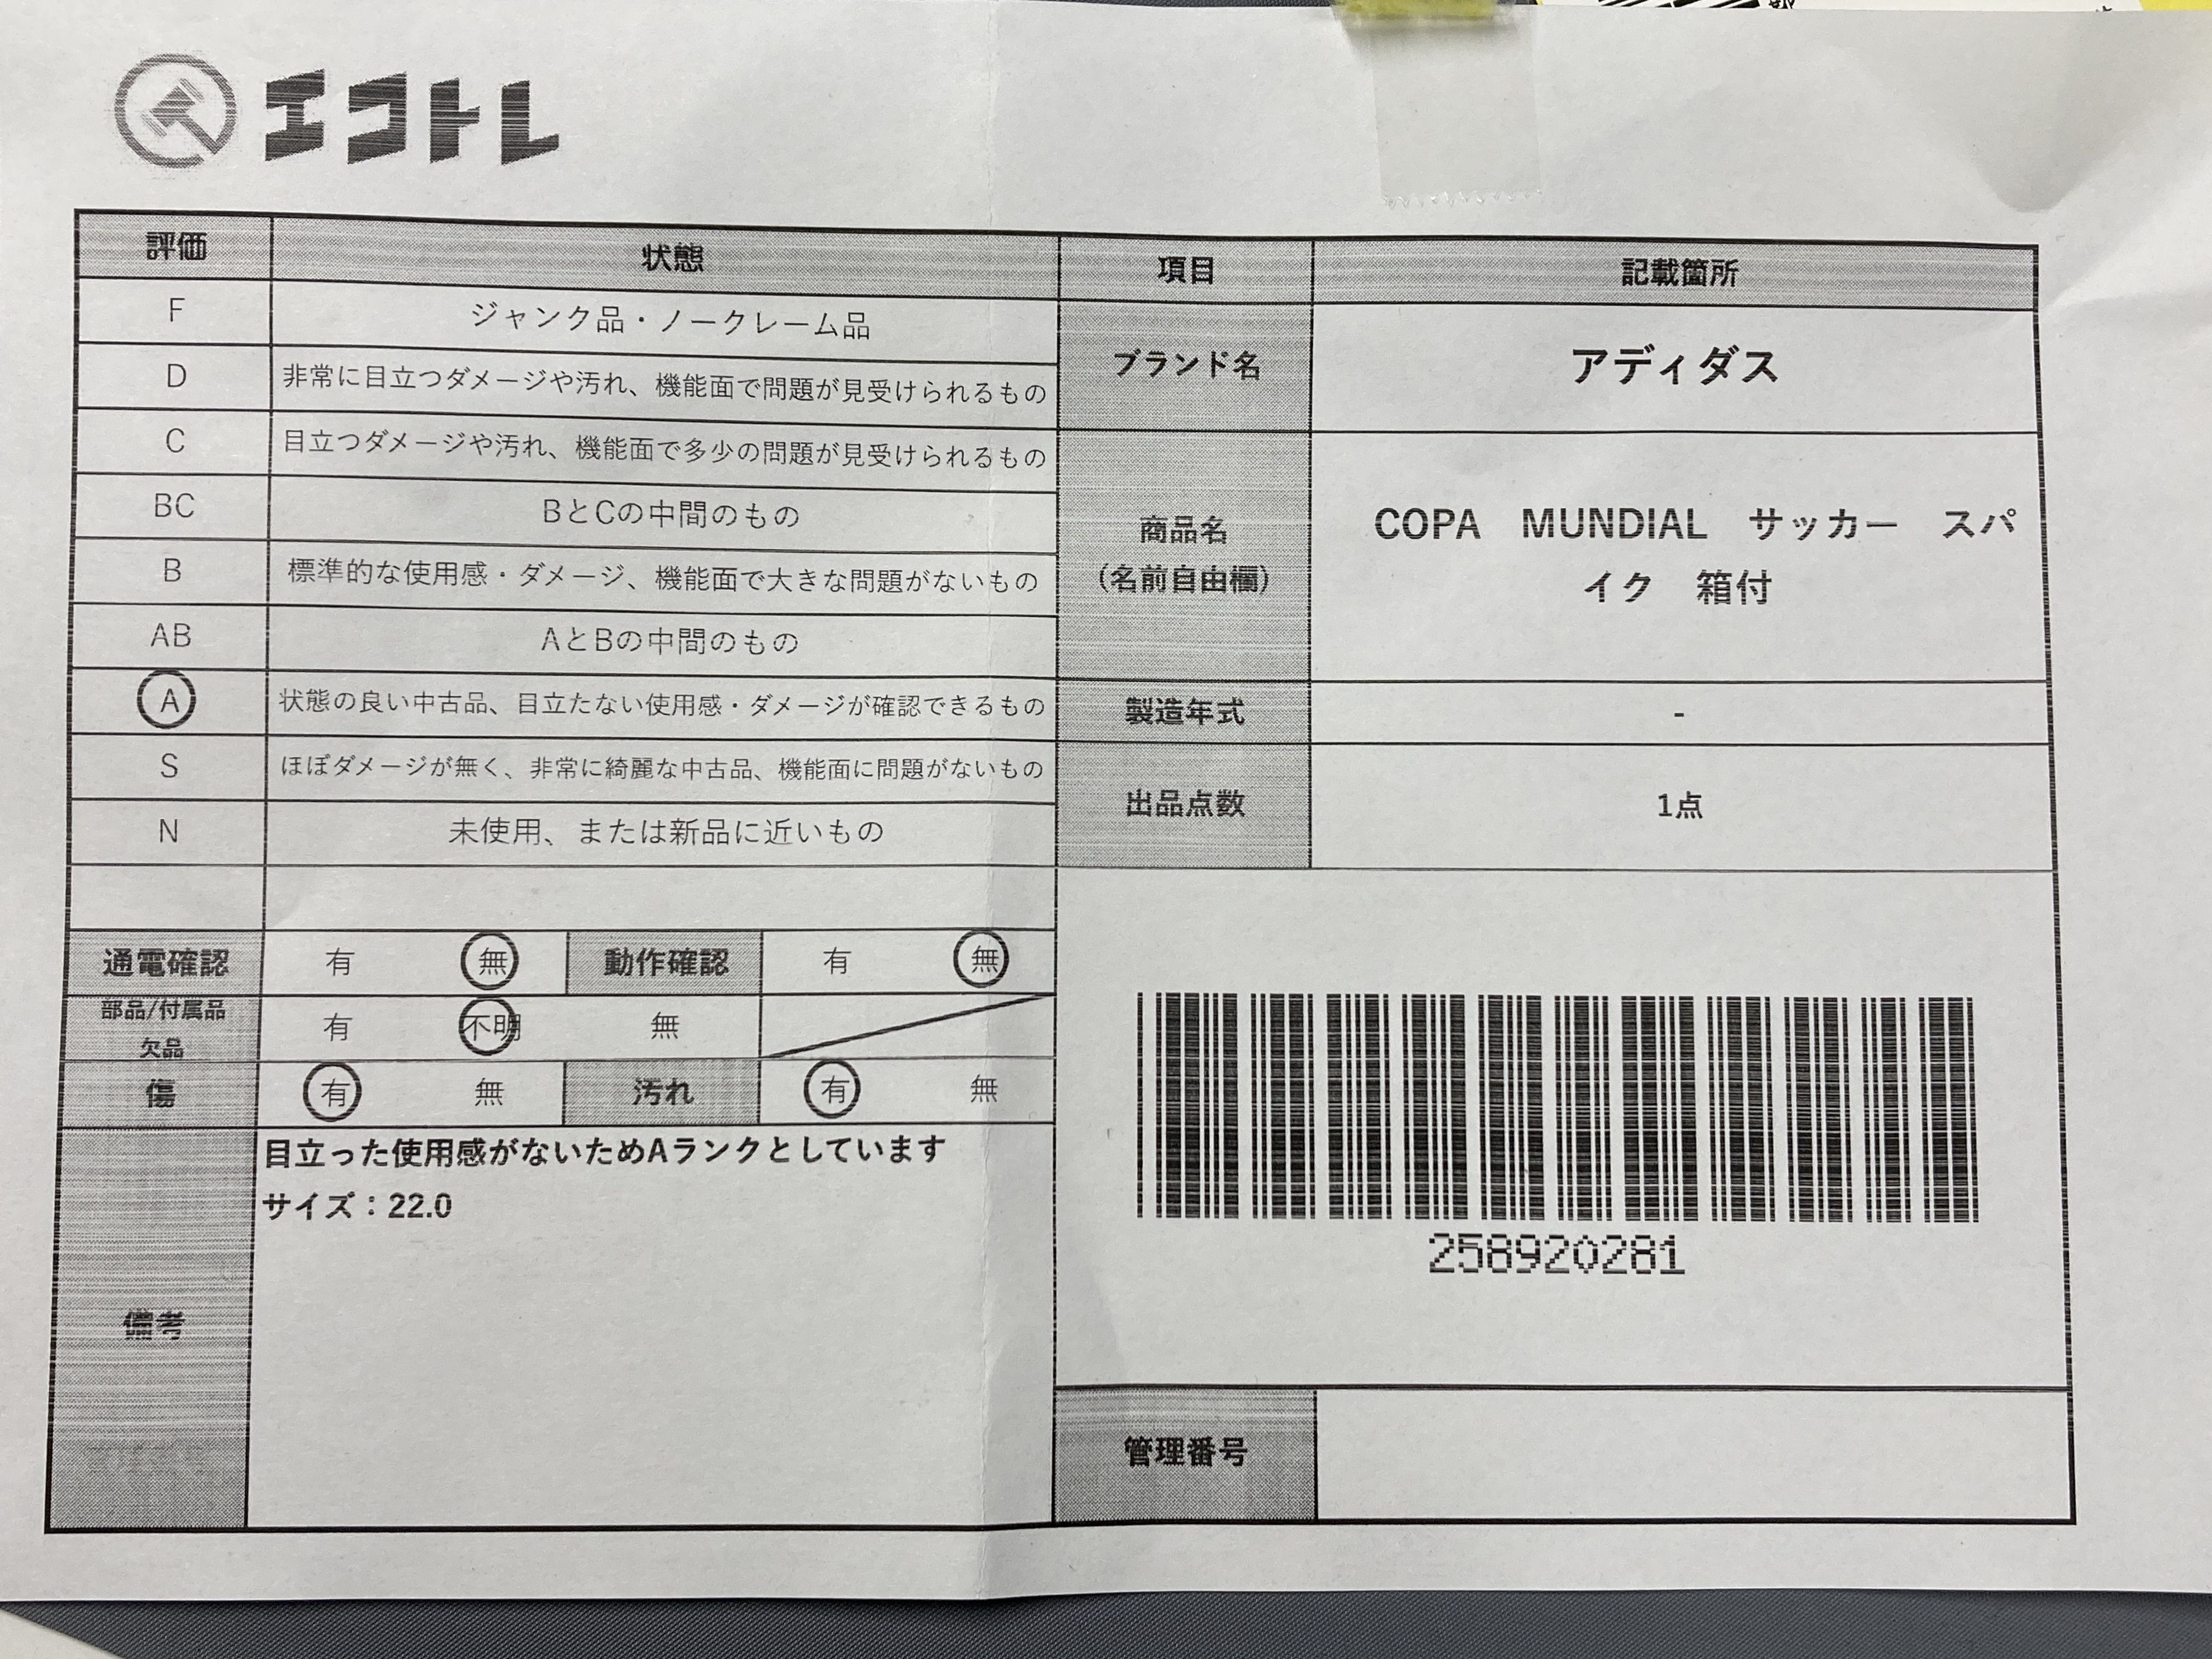 エコトレ
評価 状態 項目 記載箇所
F ジャンク品・ノークレーム品
D 非常に目立つダメージや汚れ、機能面で問題が見受けられるもの
ブランド名 アディダス
C 目立つダメージや汚れ、機能面で多少の問題が見受けられるもの
BC BとCの中間のもの
商品名
(名前自由欄)
COPA MUNDIAL サッカー スパ
イク 箱付
B 標準的な使用感・ダメージ、機能面で大きな問題がないもの
AB AとBの中間のもの
A 状態の良い中古品、目立たない使用感・ダメージが確認できるもの
製造年式 -
S ほぼダメージが無く、非常に綺麗な中古品、機能面に問題がないもの
出品点数 1点
N 未使用、または新品に近いもの
通電確認 有 無 動作確認 有 無
部品/付属品
欠品
有 不明 無
傷 有 無 汚れ 有 無
備考
目立った使用感がないためAランクとしています
サイズ：22.0
258920281
管理番号